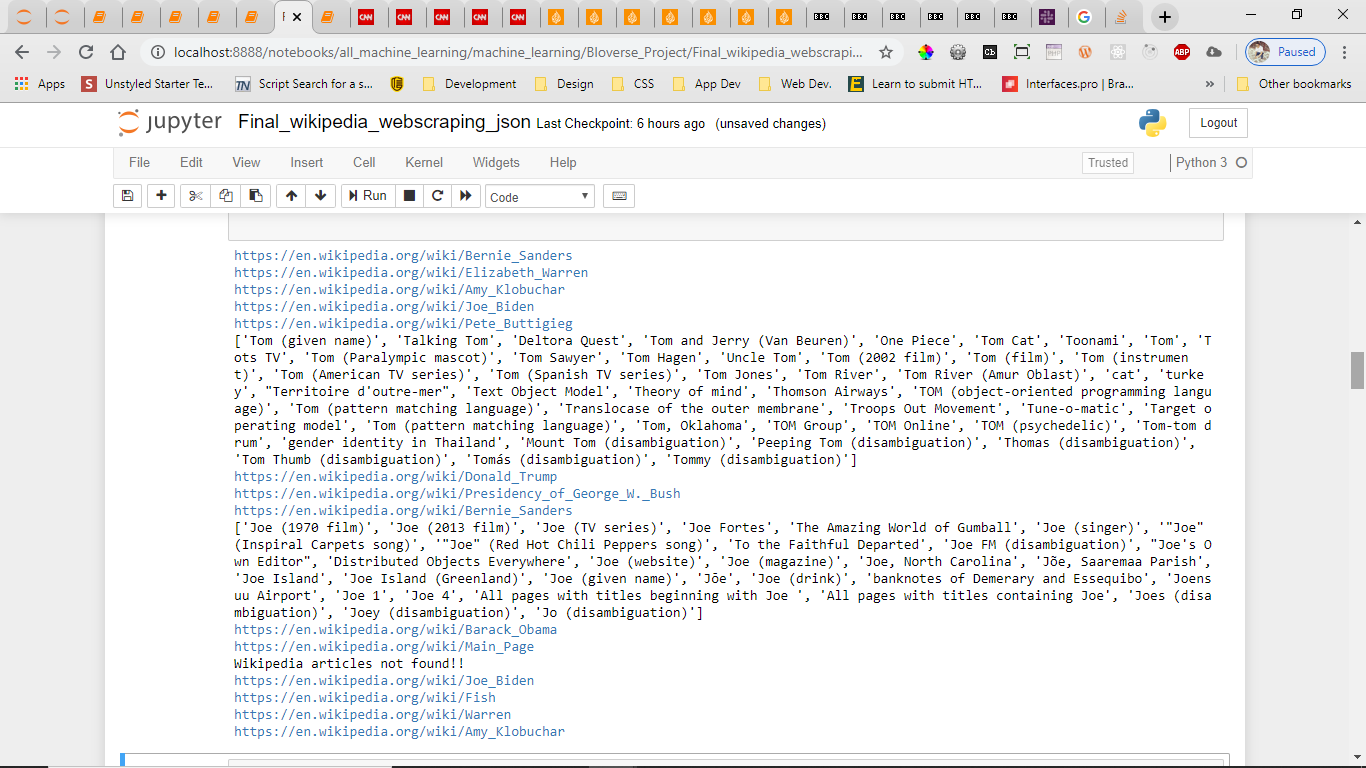 localhost:8888/notebooks/all_machine_learning/machine_learning/Bloverse_Project/Final_wikipedia_webscrapi...
Paused
Apps
Unstyled Starter Te...
Script Search for a s...
Development
Design
CSS
App Dev
Web Dev.
Learn to submit HT...
Interfaces.pro | Bra...
»
Other bookmarks
jupyter Final_wikipedia_webscraping_json Last Checkpoint: 6 hours ago (unsaved changes)
Logout
File Edit View Insert Cell Kernel Widgets Help
Trusted
Python 3
Run
Code
https://en.wikipedia.org/wiki/Bernie_Sanders
https://en.wikipedia.org/wiki/Elizabeth_Warren
https://en.wikipedia.org/wiki/Amy_Klobuchar
https://en.wikipedia.org/wiki/Joe_Biden
https://en.wikipedia.org/wiki/Pete_Buttigieg
['Tom (given name)', 'Talking Tom', 'Deltora Quest', 'Tom and Jerry (Van Beuren)', 'One Piece', 'Tom Cat', 'Toonami', 'Tom', 'T
ots TV', 'Tom (Paralympic mascot)', 'Tom Sawyer', 'Tom Hagen', 'Uncle Tom', 'Tom (2002 film)', 'Tom (film)', 'Tom (instrumen
t)', 'Tom (American TV series)', 'Tom (Spanish TV series)', 'Tom Jones', 'Tom River', 'Tom River (Amur Oblast)', 'cat', 'turke
y', "Territoire d'outre-mer", 'Text Object Model', 'Theory of mind', 'Thomson Airways', 'TOM (object-oriented programming langu
age)', 'Tom (pattern matching language)', 'Translocase of the outer membrane', 'Troops Out Movement', 'Tune-o-matic', 'Target o
perating model', 'Tom (pattern matching language)', 'Tom, Oklahoma', 'TOM Group', 'TOM Online', 'TOM (psychedelic)', 'Tom-tom d
rum', 'gender identity in Thailand', 'Mount Tom (disambiguation)', 'Peeping Tom (disambiguation)', 'Thomas (disambiguation)',
'Tom Thumb (disambiguation)', 'Tomás (disambiguation)', 'Tommy (disambiguation)']
https://en.wikipedia.org/wiki/Donald_Trump
https://en.wikipedia.org/wiki/Presidency_of_George_W._Bush
https://en.wikipedia.org/wiki/Bernie_Sanders
['Joe (1970 film)', 'Joe (2013 film)', 'Joe (TV series)', 'Joe Fortes', 'The Amazing World of Gumball', 'Joe (singer)', '"Joe"
(Inspiral Carpets song)', '"Joe" (Red Hot Chili Peppers song)', 'To the Faithful Departed', 'Joe FM (disambiguation)', "Joe's O
wn Editor", 'Distributed Objects Everywhere', 'Joe (website)', 'Joe (magazine)', 'Joe, North Carolina', 'Jõe, Saaremaa Parish',
'Joe Island', 'Joe Island (Greenland)', 'Joe (given name)', 'Jõe', 'Joe (drink)', 'banknotes of Demerary and Essequibo', 'Joens
uu Airport', 'Joe 1', 'Joe 4', 'All pages with titles beginning with Joe ', 'All pages with titles containing Joe', 'Joes (disa
mbiguation)', 'Joey (disambiguation)', 'Jo (disambiguation)']
https://en.wikipedia.org/wiki/Barack_Obama
https://en.wikipedia.org/wiki/Main_Page
Wikipedia articles not found!!
https://en.wikipedia.org/wiki/Joe_Biden
https://en.wikipedia.org/wiki/Fish
https://en.wikipedia.org/wiki/Warren
https://en.wikipedia.org/wiki/Amy_Klobuchar